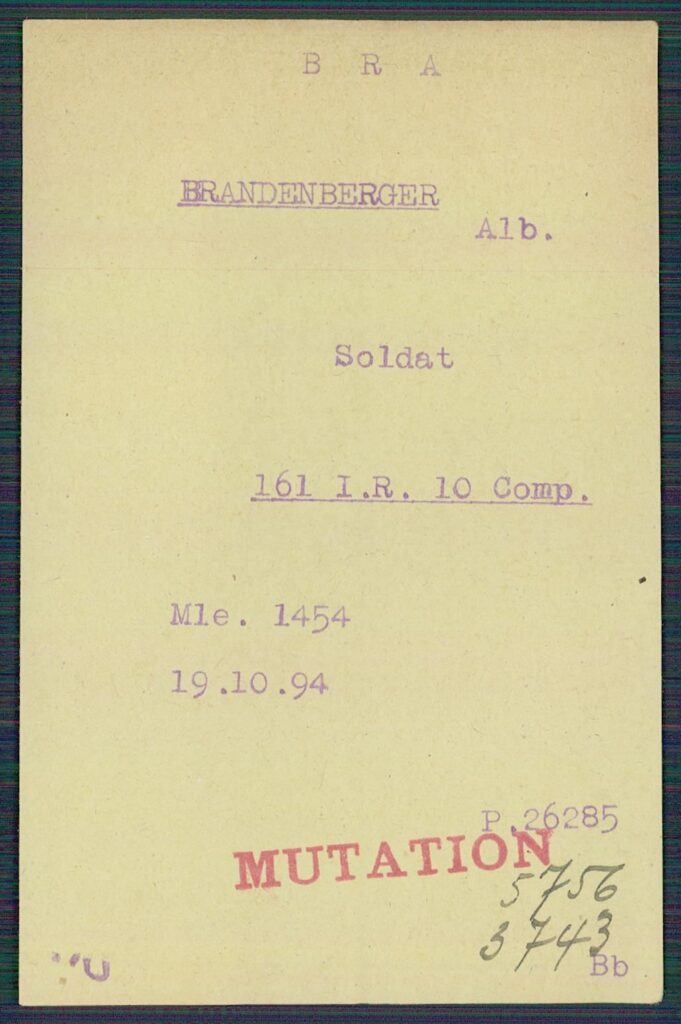 B R A
BRANDENBERGER
Alb.
Soldat
161 I.R. 10 Comp.
Mle. 1454
19.10.94
P.26285
MUTATION
5756
3743
Bb